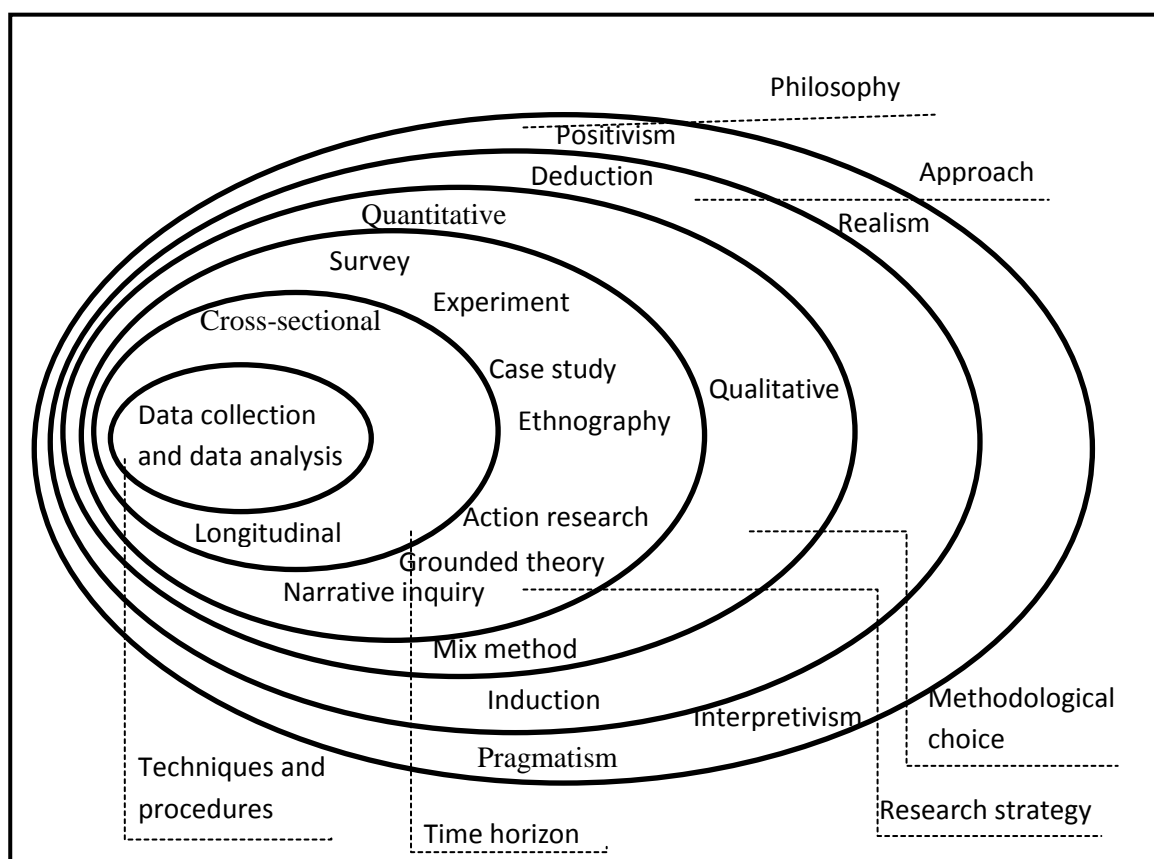 Philosophy
Positivism
Deduction
Approach
Quantitative
Realism
Survey
Experiment
Cross-sectional
Case study
Qualitative
Data collection
and data analysis
Ethnography
Longitudinal
Action research
Grounded theory
Narrative inquiry
Mix method
Induction
Interpretivism
Methodological
choice
Pragmatism
Techniques and
procedures
Research strategy
Time horizon